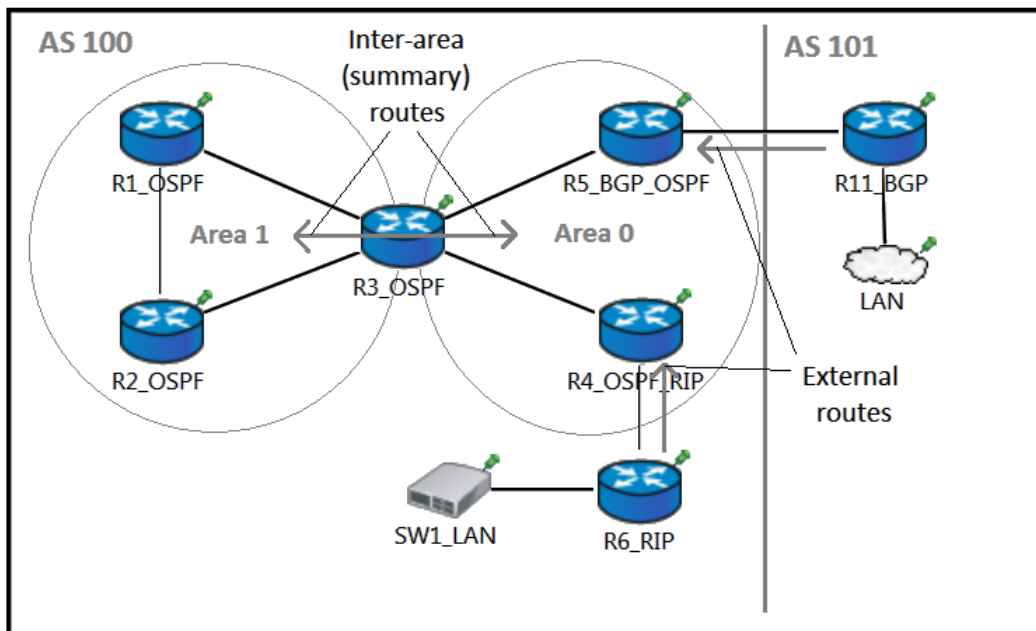 AS 100
Inter-area
(summary)
routes
AS 101
R1_OSPF
R5_BGP_OSPF
R11_BGP
Area 1
Area 0
R3_OSPF
LAN
R2_OSPF
R4_OSPF_RIP
External
routes
SW1_LAN
R6_RIP